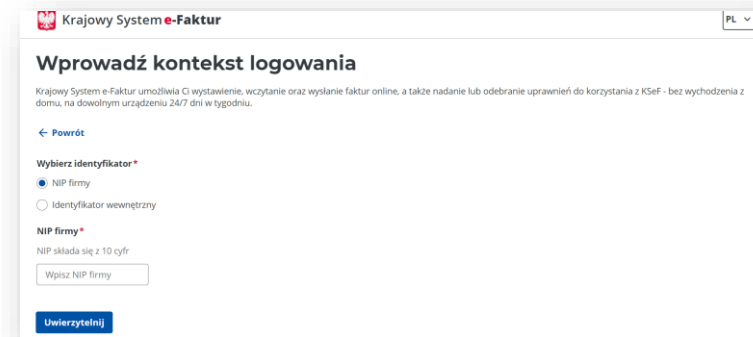 Krajowy System e-Faktur
PL
Wprowadź kontekst logowania
Krajowy System e-Faktur umożliwia Ci wystawienie, wczytanie oraz wysłanie faktur online, a także nadanie lub odebranie uprawnień do korzystania z KSeF - bez wychodzenia z
domu, na dowolnym urządzeniu 24/7 dni w tygodniu.
← Powrót
Wybierz identyfikator*
NIP firmy
Identyfikator wewnętrzny
NIP firmy*
NIP składa się z 10 cyfr
Wpisz NIP firmy
Uwierzytelnij